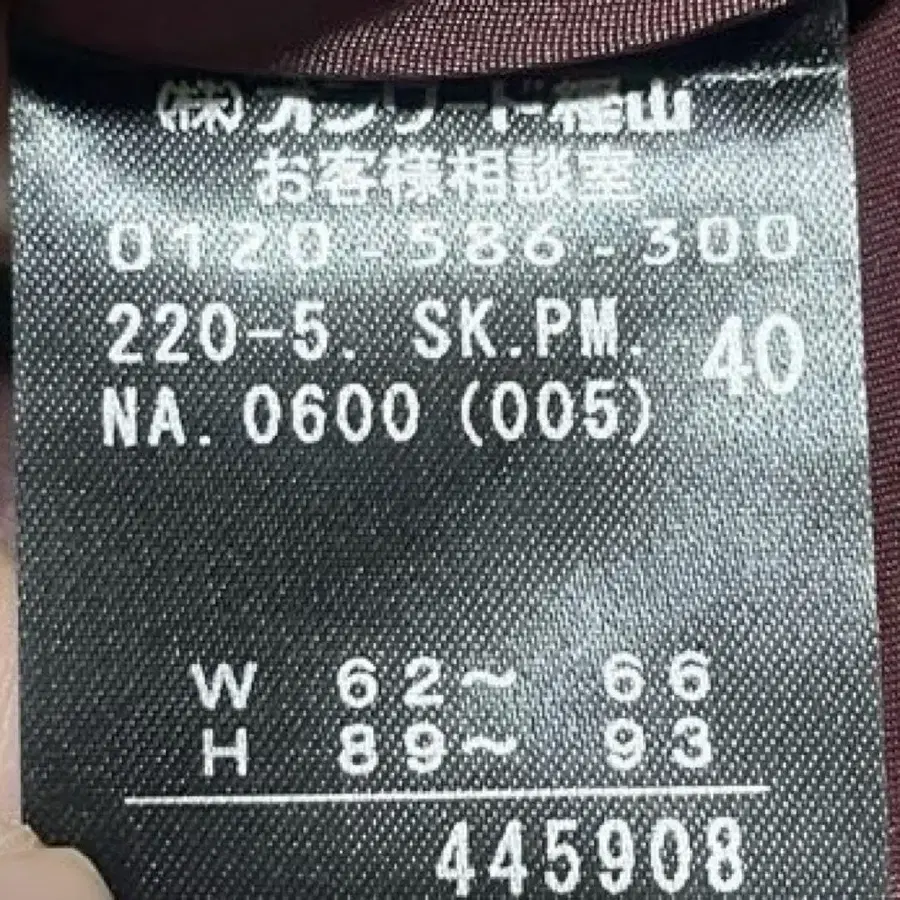 (株)オンワード樫山
お客様相談室
0120-586-300
220-5. SK.PM. 40
NA.0600(005)
W 62~ 66
H 89~ 93
445908